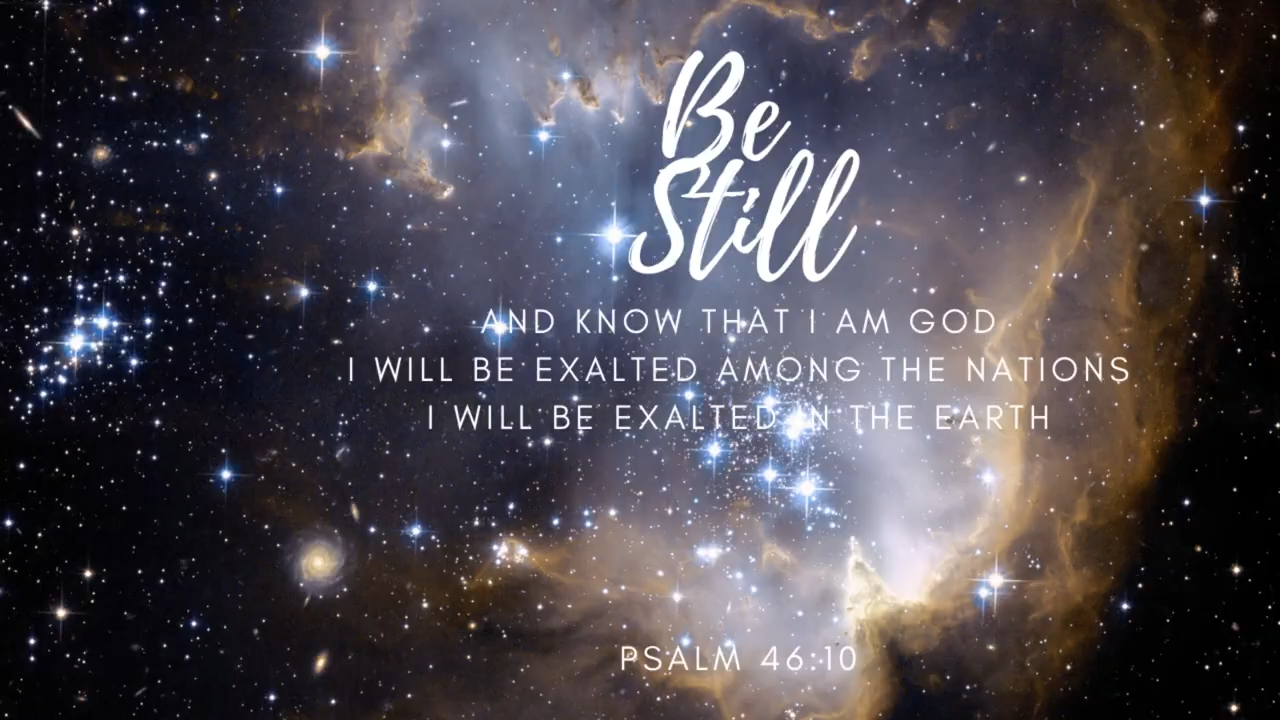 Be
Still
AND KNOW THAT I AM GOD
I WILL BE EXALTED AMONG THE NATIONS
I WILL BE EXALTED IN THE EARTH
PSALM 46:10